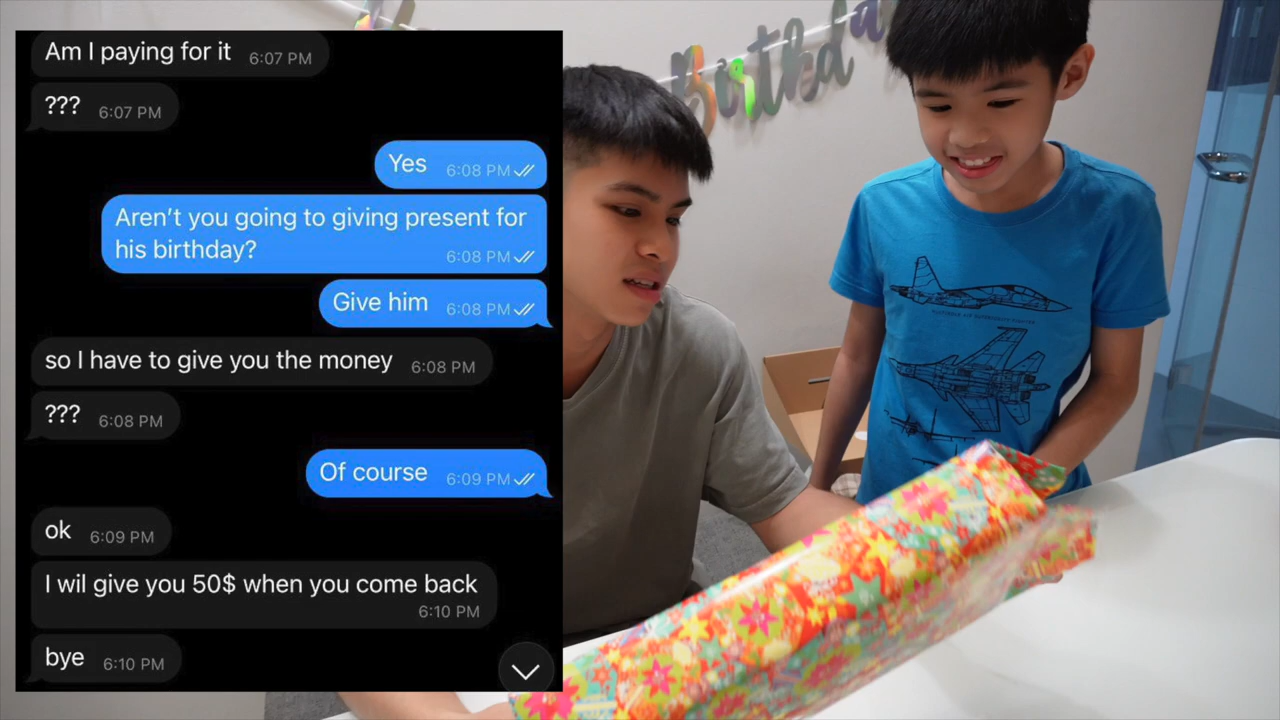 Am I paying for it 6:07 PM
??? 6:07 PM
Yes 6:08 PM
Aren't you going to giving present for
his birthday? 6:08 PM
Give him 6:08 PM
so I have to give you the money 6:08 PM
??? 6:08 PM
Of course 6:09 PM
ok 6:09 PM
I wil give you 50$ when you come back
6:10 PM
bye 6:10 PM
Birthda